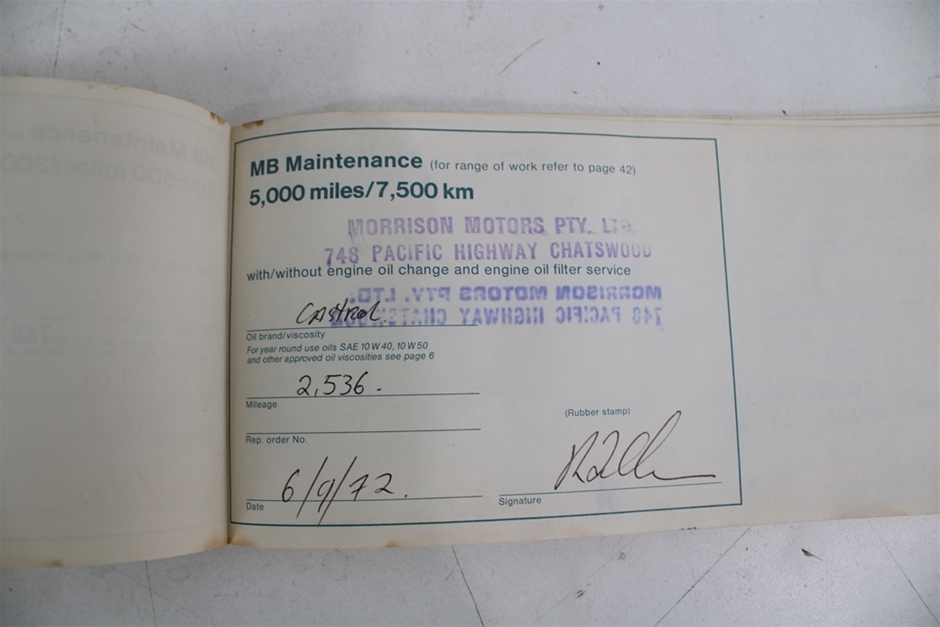 MB Maintenance (for range of work refer to page 42)
5,000 miles/7,500 km
MORRISON MOTORS PTY. LTD.
748 PACIFIC HIGHWAY CHATSWOOD
with/without engine oil change and engine oil filter service
MORRISON MOTORS PTY. LTD.
748 PACIFIC HIGHWAY CHATSWOOD
Castrol
Oil brand/viscosity
For year round use oils SAE 10 W 40, 10 W 50
and other approved oil viscosities see page 6
2,536.
Mileage
(Rubber stamp)
Rep. order No.
6/9/72.
Date
Signature